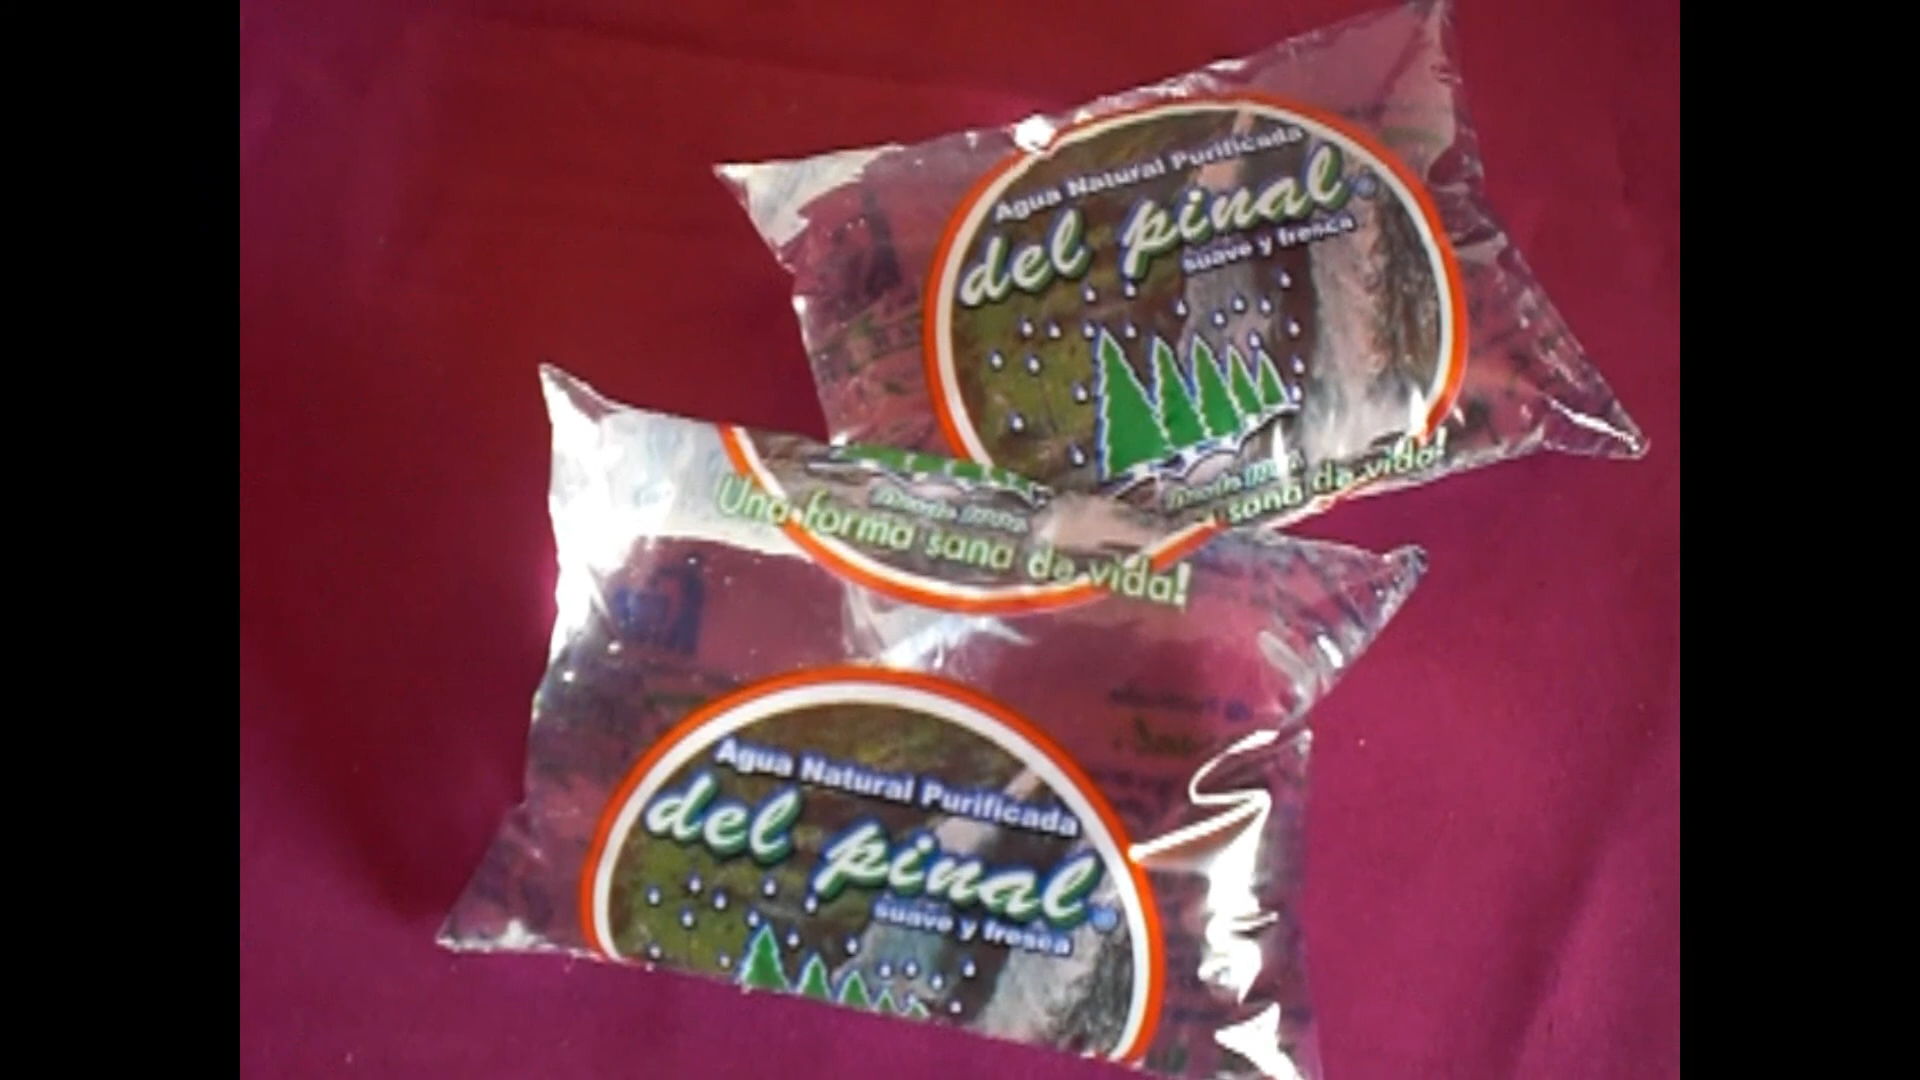 Agua Natural Purificada
del pinal®
suave y fresca
sana de vida!
Una forma sana de vida!
Agua Natural Purificada
del pinal®
suave y fresca